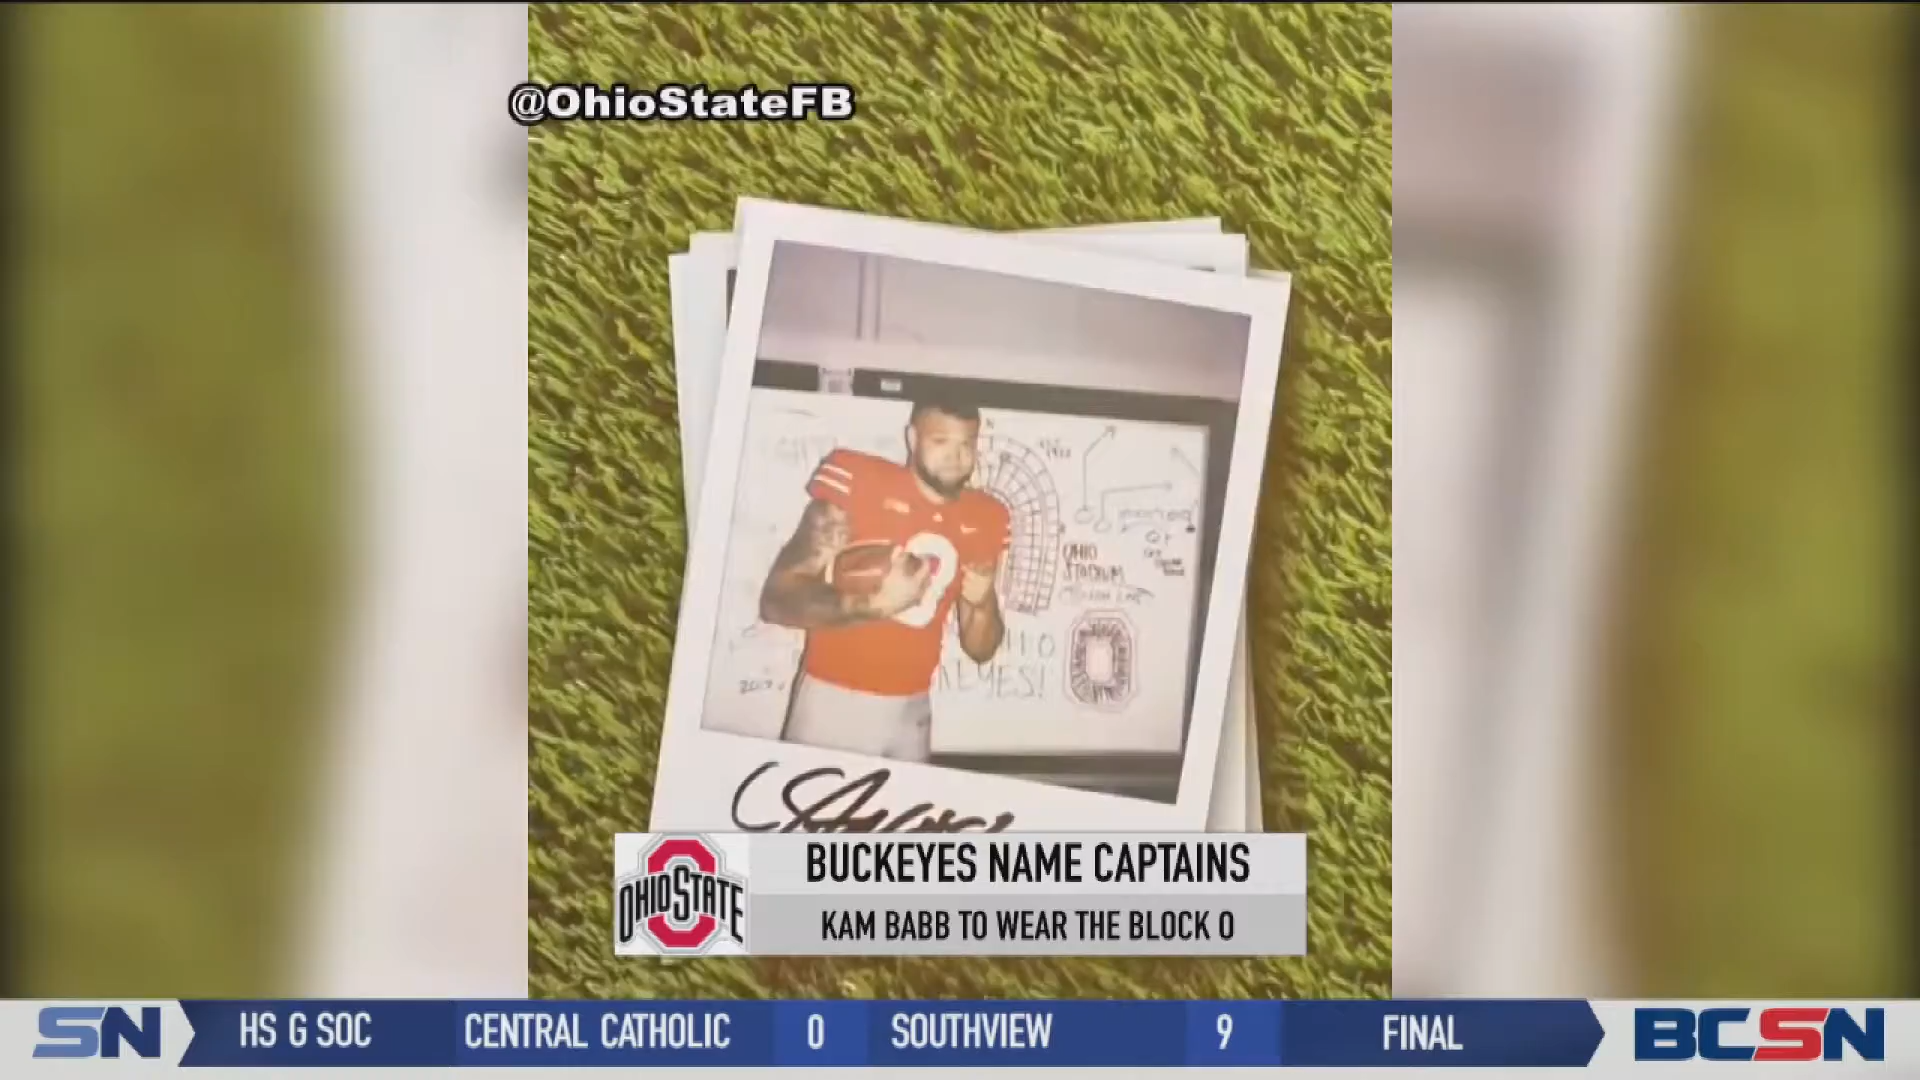 @OhioStateFB
OHIO
STADIUM
BUCKEYES NAME CAPTAINS
OHIO STATE
KAM BABB TO WEAR THE BLOCK O
SN HS G SOC CENTRAL CATHOLIC 0 SOUTHVIEW 9 FINAL BCSN